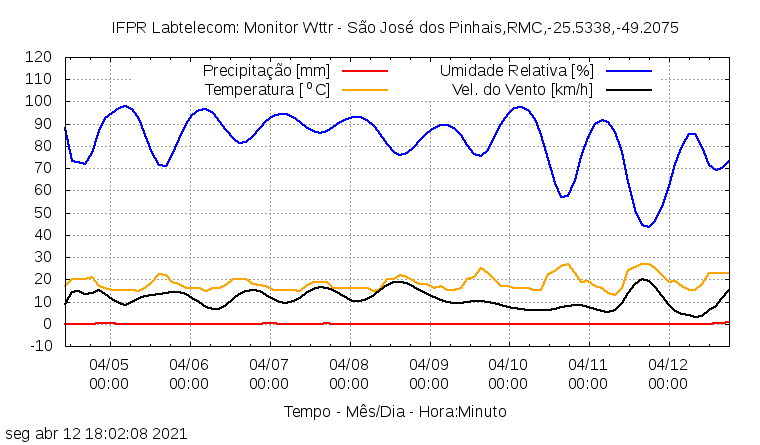 IFPR Labtelecom: Monitor Wttr - São José dos Pinhais,RMC,-25.5338,-49.2075
Precipitação [mm]
Umidade Relativa [%]
Temperatura [ ⁰C]
Vel. do Vento [km/h]
120
110
100
90
80
70
60
50
40
30
20
10
0
-10
04/05 04/06 04/07 04/08 04/09 04/10 04/11 04/12
00:00 00:00 00:00 00:00 00:00 00:00 00:00 00:00
Tempo - Mês/Dia - Hora:Minuto
seg abr 12 18:02:08 2021